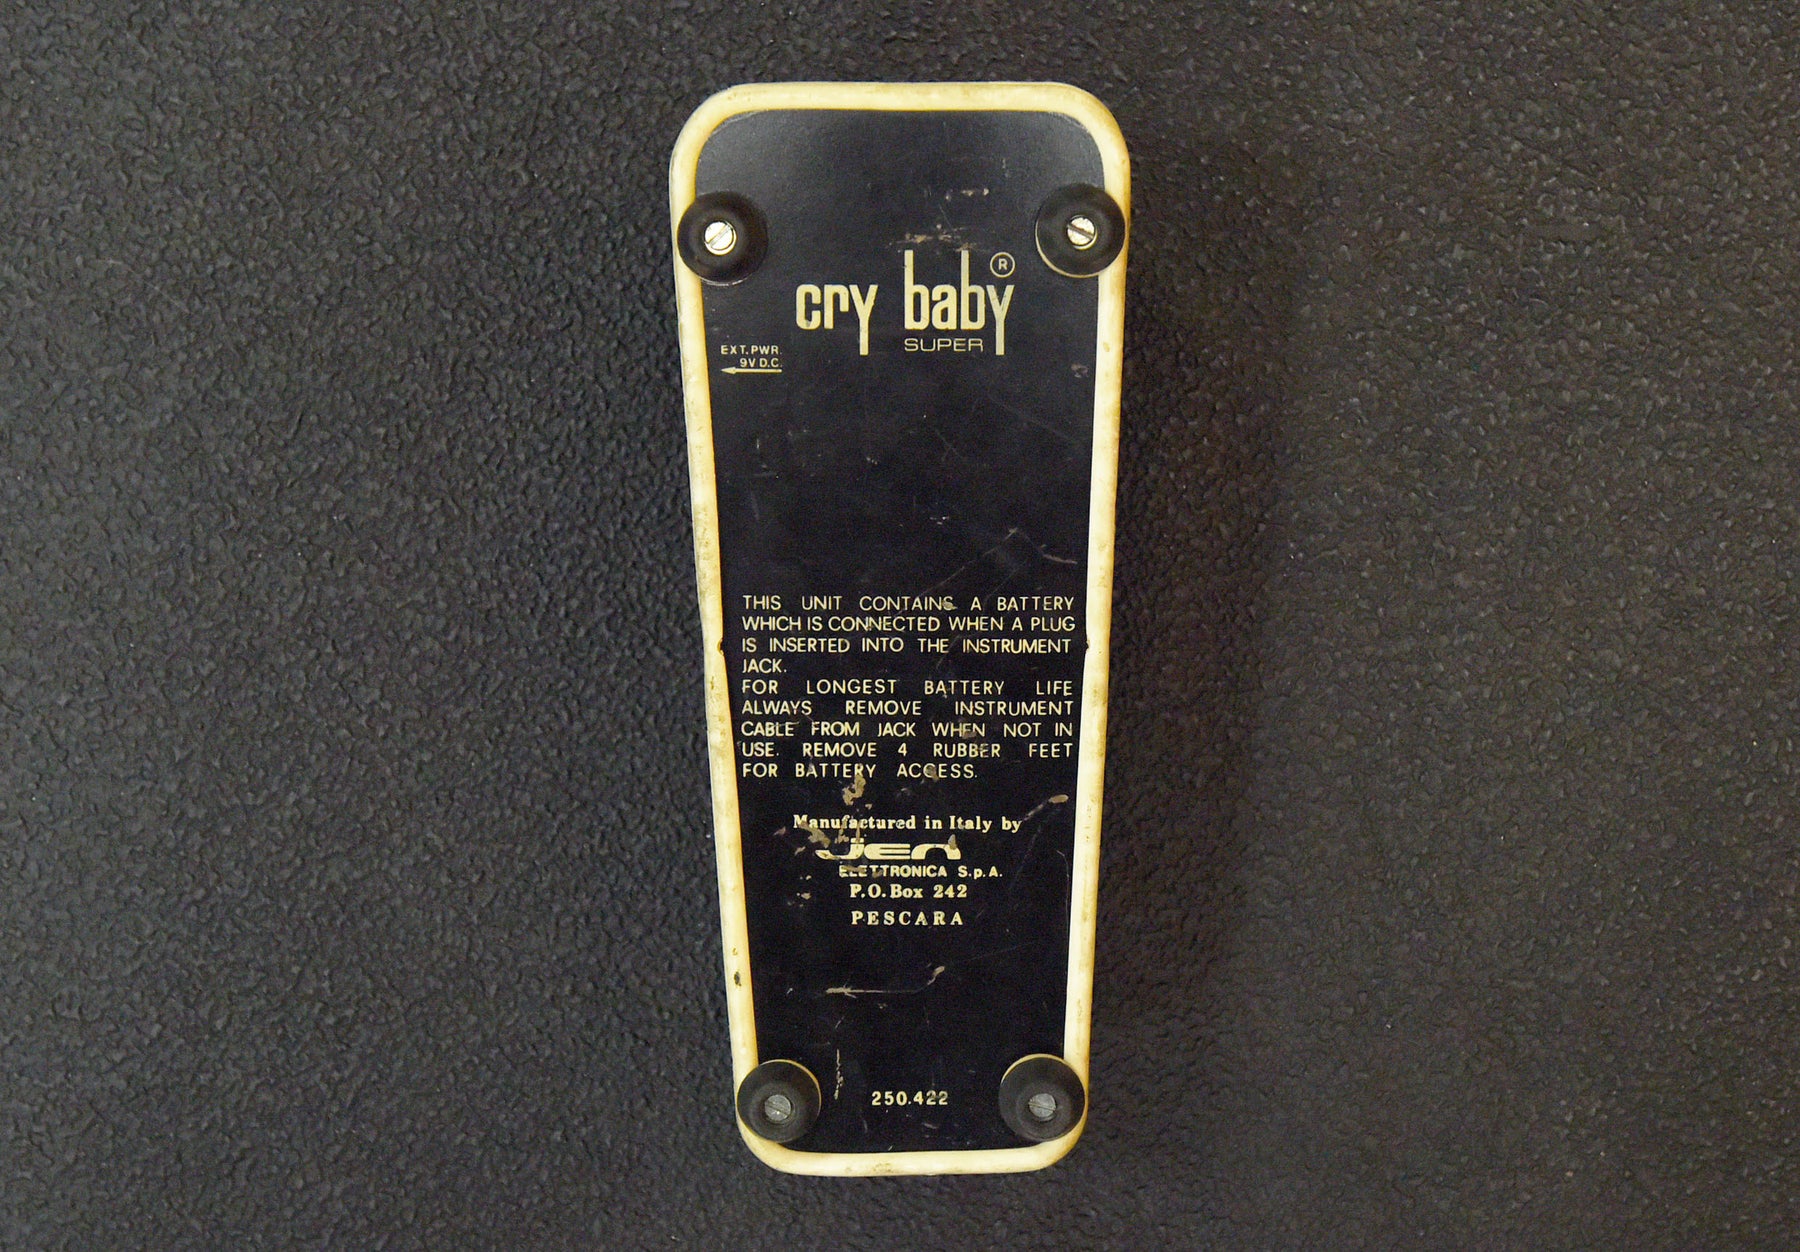 cry baby ®
SUPER
EXT. PWR.
9V D.C.
THIS UNIT CONTAINS A BATTERY
WHICH IS CONNECTED WHEN A PLUG
IS INSERTED INTO THE INSTRUMENT
JACK.
FOR LONGEST BATTERY LIFE
ALWAYS REMOVE INSTRUMENT
CABLE FROM JACK WHEN NOT IN
USE. REMOVE 4 RUBBER FEET
FOR BATTERY ACCESS.
Manufactured in Italy by
JEN
ELETTRONICA S.p.A.
P.O. Box 242
PESCARA
250.422